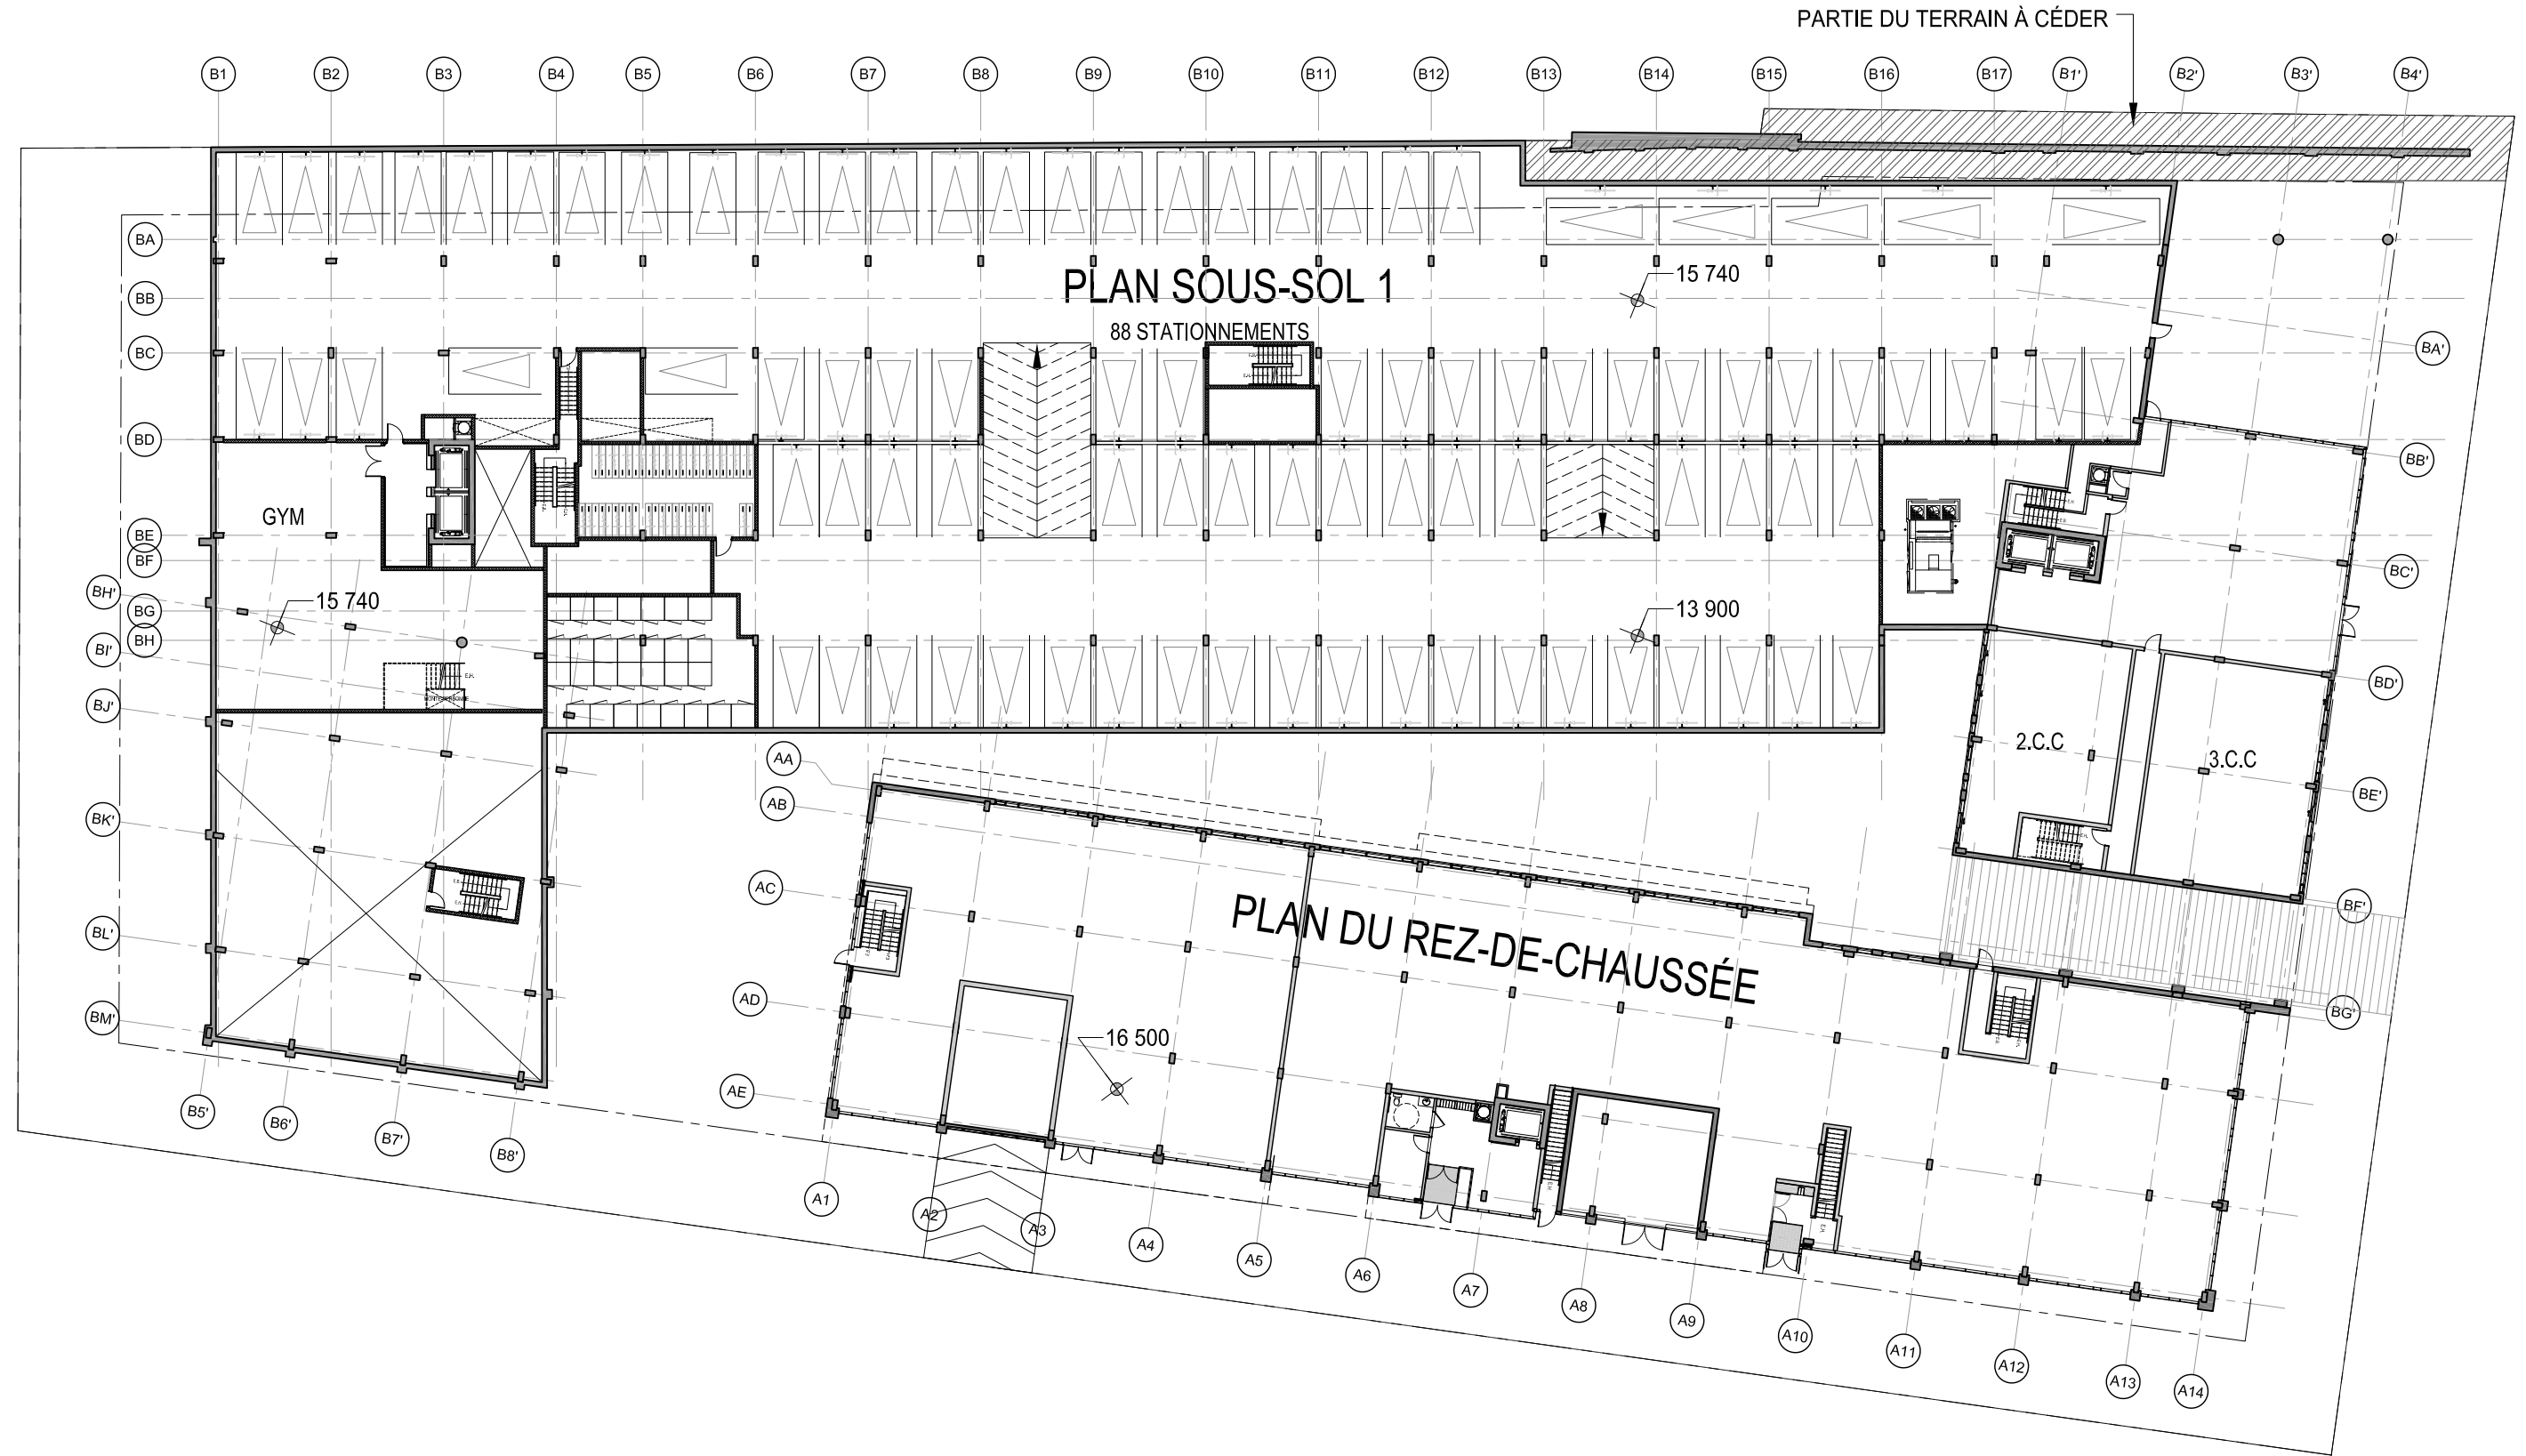 PARTIE DU TERRAIN À CÉDER
B1 B2 B3 B4 B5 B6 B7 B8 B9 B10 B11 B12 B13 B14 B15 B16 B17 B1' B2' B3' B4'
BA
PLAN SOUS-SOL 1
15 740
BB
88 STATIONNEMENTS
BC
BA'
BD
BB'
GYM
BE
BF
BC'
BH'
15 740
BG
13 900
BH
BI'
BD'
BJ'
2.C.C
3.C.C
AA
BE'
AB
BK'
AC
BF'
PLAN DU REZ-DE-CHAUSSÉE
BL'
AD
BG'
BM'
16 500
AE
B5' B6' B7' B8'
A1 A2 A3 A4 A5 A6 A7 A8 A9 A10 A11 A12 A13 A14